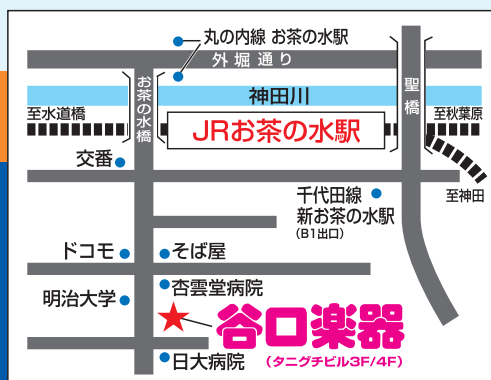 丸の内線 お茶の水駅
外堀通り
お茶の水橋
聖橋
神田川
至水道橋
至秋葉原
JRお茶の水駅
交番
至神田
千代田線
新お茶の水駅
(B1出口)
ドコモ
そば屋
杏雲堂病院
明治大学
谷口楽器
(タニグチビル3F/4F)
日大病院